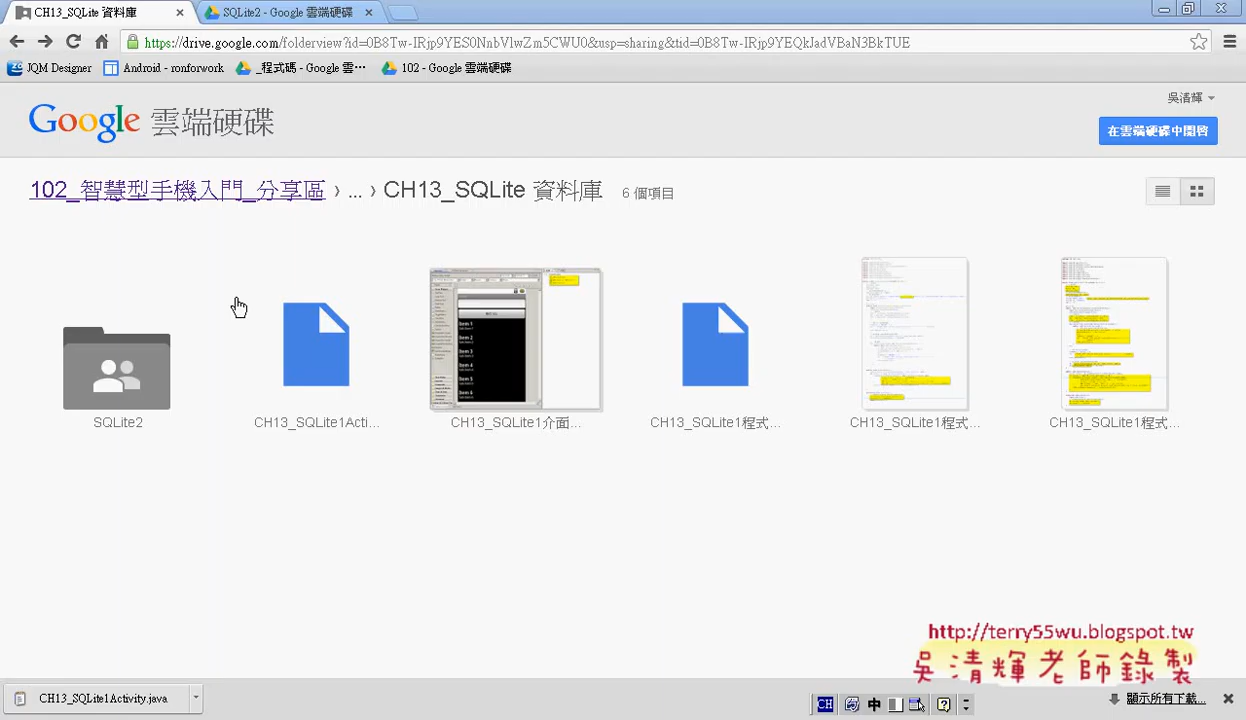 CH13_SQLite 資料庫
SQLite2 - Google 雲端硬碟
https://drive.google.com/folderview?id=0B8Tw-IRjp9YES0NnbVlwZm5CWU0&usp=sharing&tid=0B8Tw-IRjp9YEQkJadVBaN3BkTUE
JQM Designer
Android - ronforwork
_程式碼 - Google 雲…
102 - Google 雲端硬碟
吳清輝
Google 雲端硬碟
在雲端硬碟中開啓
102_智慧型手機入門_分享區 › ... › CH13_SQLite 資料庫 6 個項目
SQLite2
CH13_SQLite1Acti...
CH13_SQLite1介面...
CH13_SQLite1程式...
CH13_SQLite1程式...
CH13_SQLite1程式...
http://terry55wu.blogspot.tw
吳清輝老師錄製
CH13_SQLite1Activity.java
CH
中
顯示所有下載...